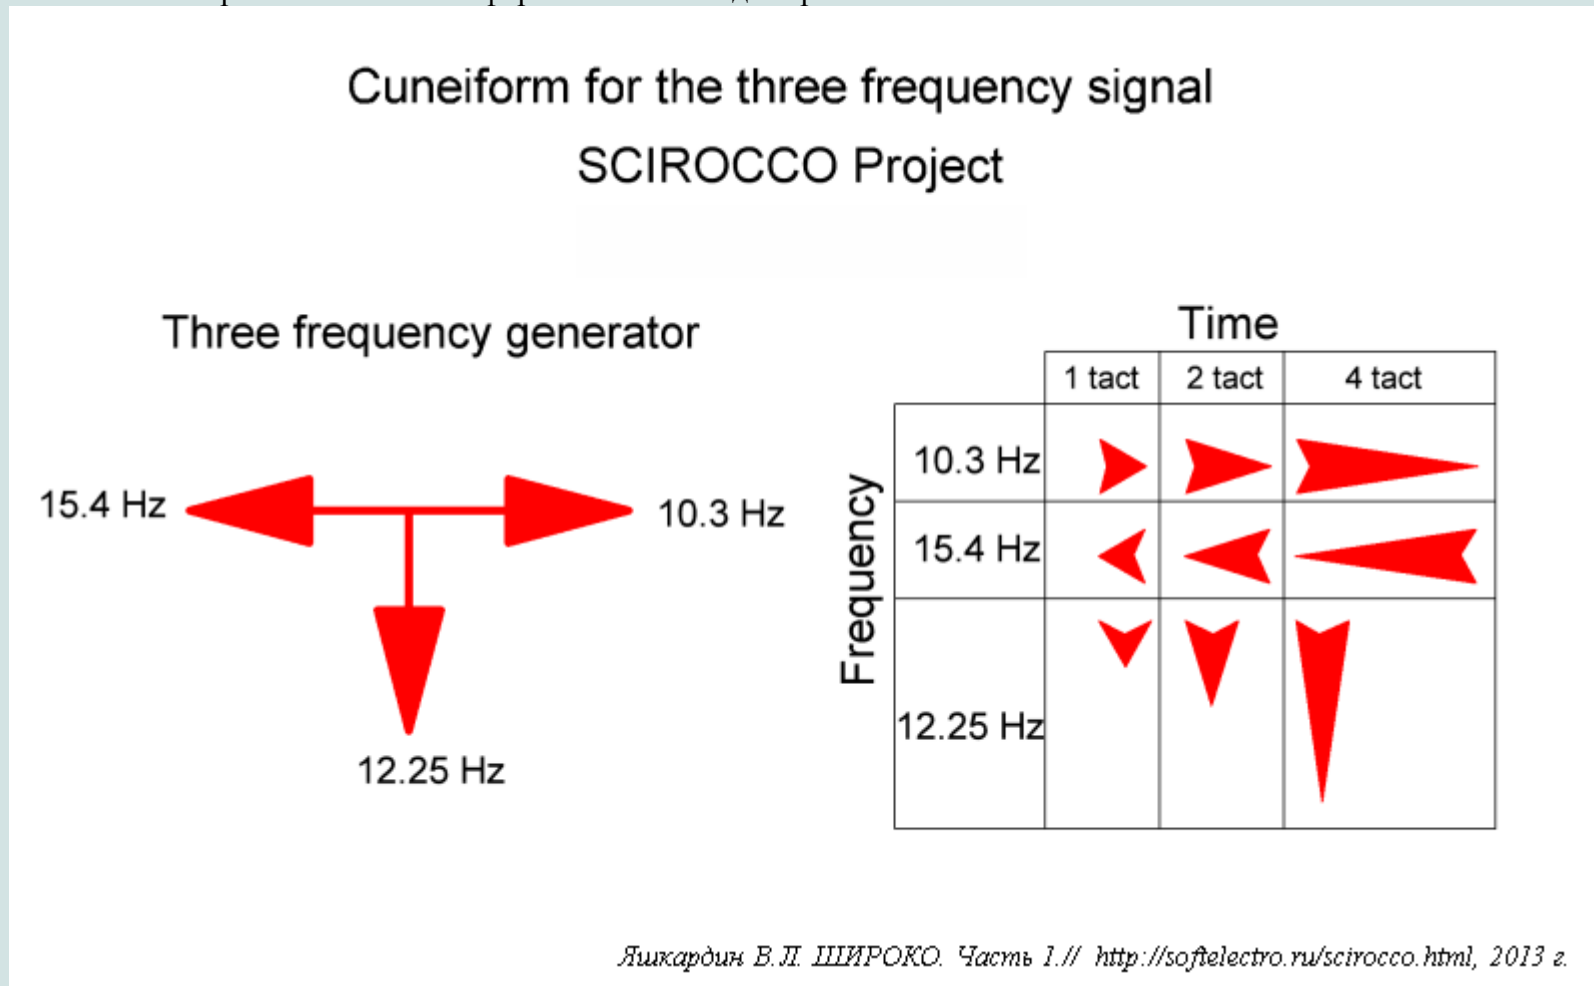 Cuneiform for the three frequency signal
SCIROCCO Project
Three frequency generator
15.4 Hz
10.3 Hz
12.25 Hz
Time
1 tact 2 tact 4 tact
Frequency
10.3 Hz
15.4 Hz
12.25 Hz
Яшкардин В.Л. ШИРОКО. Часть 1.// http://softelectro.ru/scirocco.html, 2013 г.